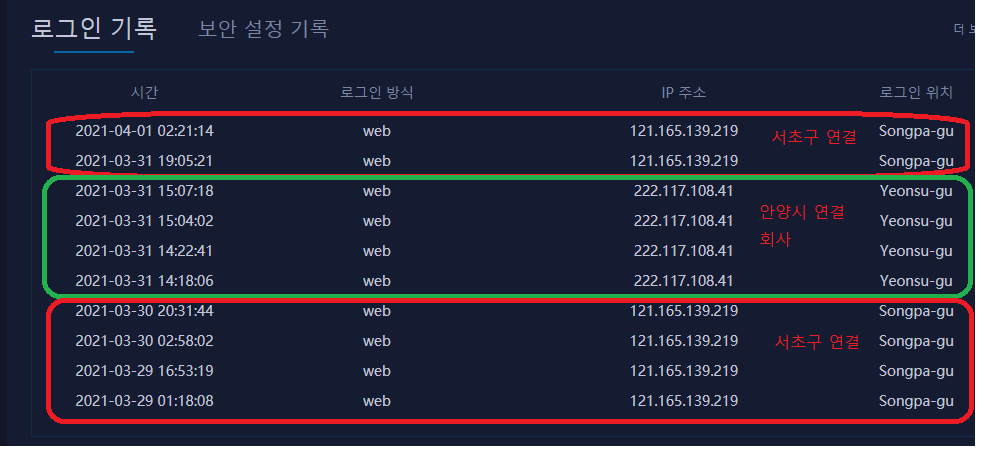 로그인 기록 보안 설정 기록 더 보
시간 로그인 방식 IP 주소 로그인 위치
2021-04-01 02:21:14 web 121.165.139.219 서초구 연결 Songpa-gu
2021-03-31 19:05:21 web 121.165.139.219 Songpa-gu
2021-03-31 15:07:18 web 222.117.108.41 Yeonsu-gu
2021-03-31 15:04:02 web 222.117.108.41 안양시 연결 Yeonsu-gu
회사
2021-03-31 14:22:41 web 222.117.108.41 Yeonsu-gu
2021-03-31 14:18:06 web 222.117.108.41 Yeonsu-gu
2021-03-30 20:31:44 web 121.165.139.219 Songpa-gu
2021-03-30 02:58:02 web 121.165.139.219 서초구 연결 Songpa-gu
2021-03-29 16:53:19 web 121.165.139.219 Songpa-gu
2021-03-29 01:18:08 web 121.165.139.219 Songpa-gu